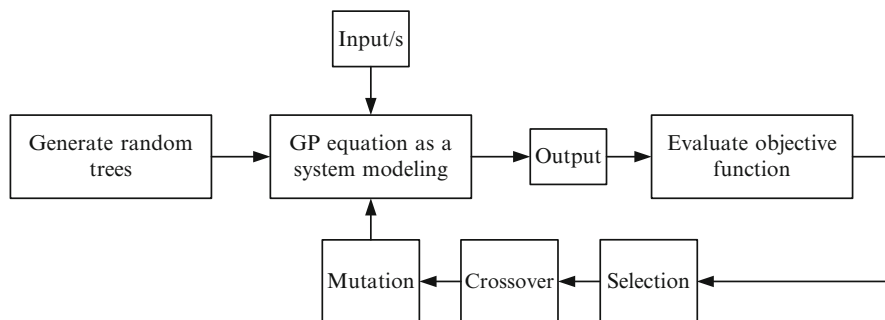 Input/s
Generate random
trees
GP equation as a
system modeling
Output
Evaluate objective
function
Mutation
Crossover
Selection